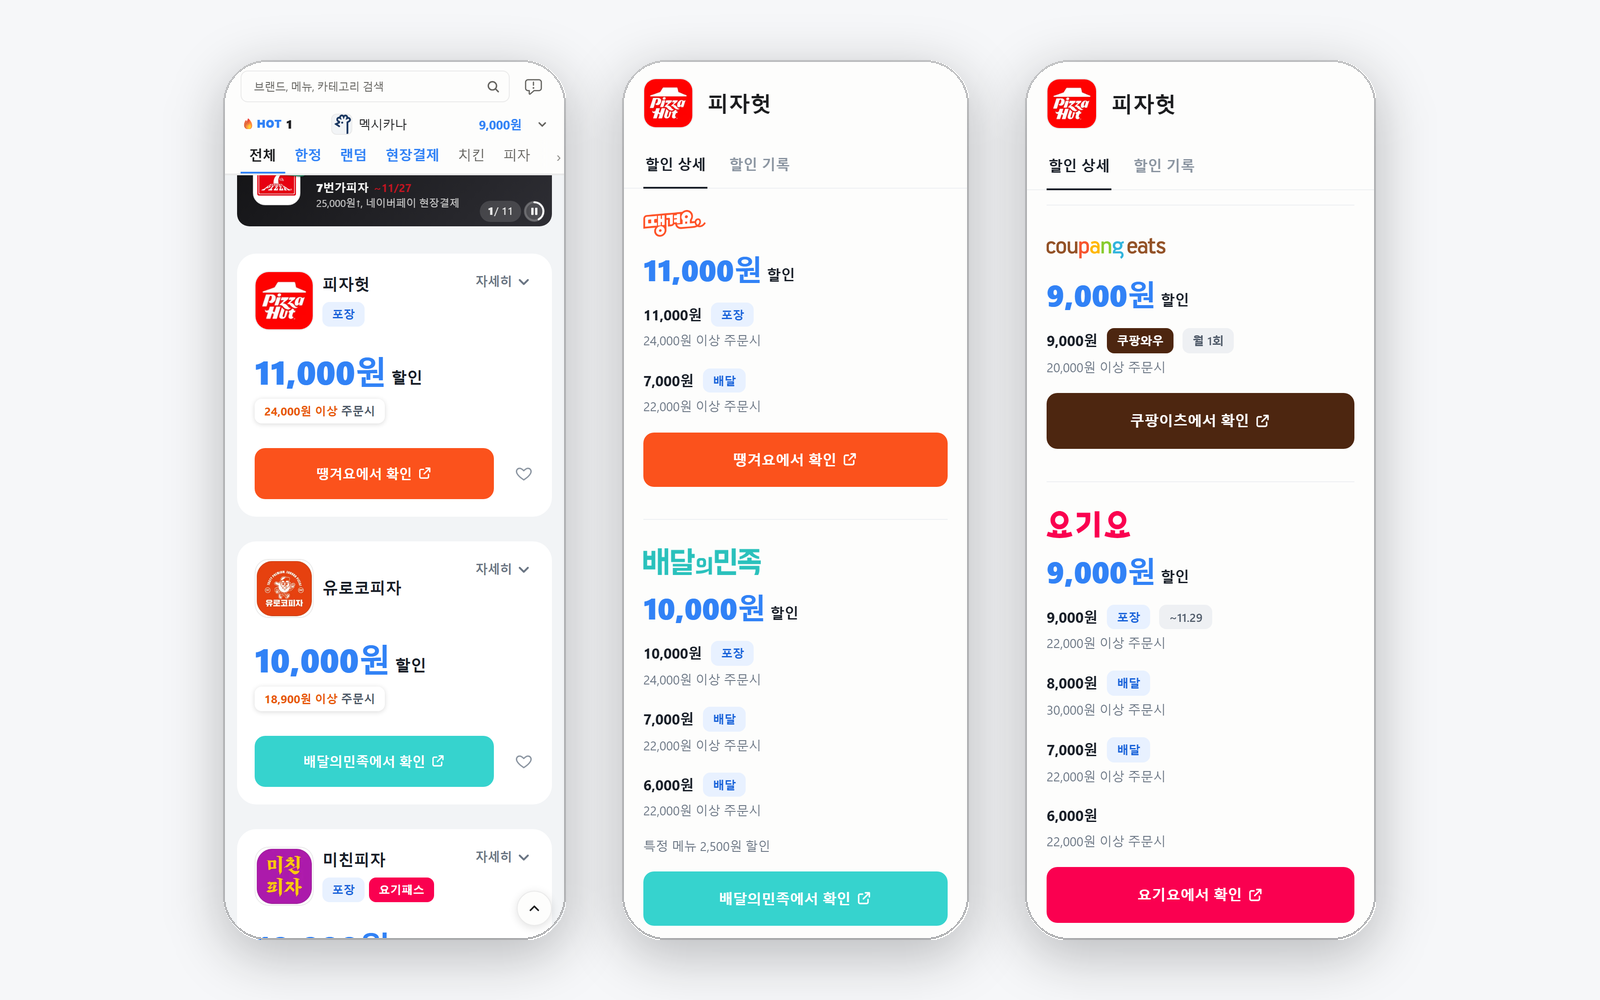 브랜드, 메뉴, 카테고리 검색
HOT 1 멕시카나 9,000원
전체 한정 랜덤 현장결제 치킨 피자
7번가피자 ~11/27
25,000원↑, 네이버페이 현장결제
1/ 11
Pizza Hut
피자헛
자세히
포장
11,000원 할인
24,000원 이상 주문시
땡겨요에서 확인
유로코피자
유로코피자
자세히
10,000원 할인
18,900원 이상 주문시
배달의민족에서 확인
미친
피자
미친피자
자세히
포장 요기패스
Pizza Hut
피자헛
할인 상세 할인 기록
땡겨요
11,000원 할인
11,000원 포장
24,000원 이상 주문시
7,000원 배달
22,000원 이상 주문시
땡겨요에서 확인
배달의민족
10,000원 할인
10,000원 포장
24,000원 이상 주문시
7,000원 배달
22,000원 이상 주문시
6,000원 배달
22,000원 이상 주문시
특정 메뉴 2,500원 할인
배달의민족에서 확인
Pizza Hut
피자헛
할인 상세 할인 기록
coupang eats
9,000원 할인
9,000원 쿠팡와우 월 1회
20,000원 이상 주문시
쿠팡이츠에서 확인
요기요
9,000원 할인
9,000원 포장 ~11.29
22,000원 이상 주문시
8,000원 배달
30,000원 이상 주문시
7,000원 배달
22,000원 이상 주문시
6,000원
22,000원 이상 주문시
요기요에서 확인